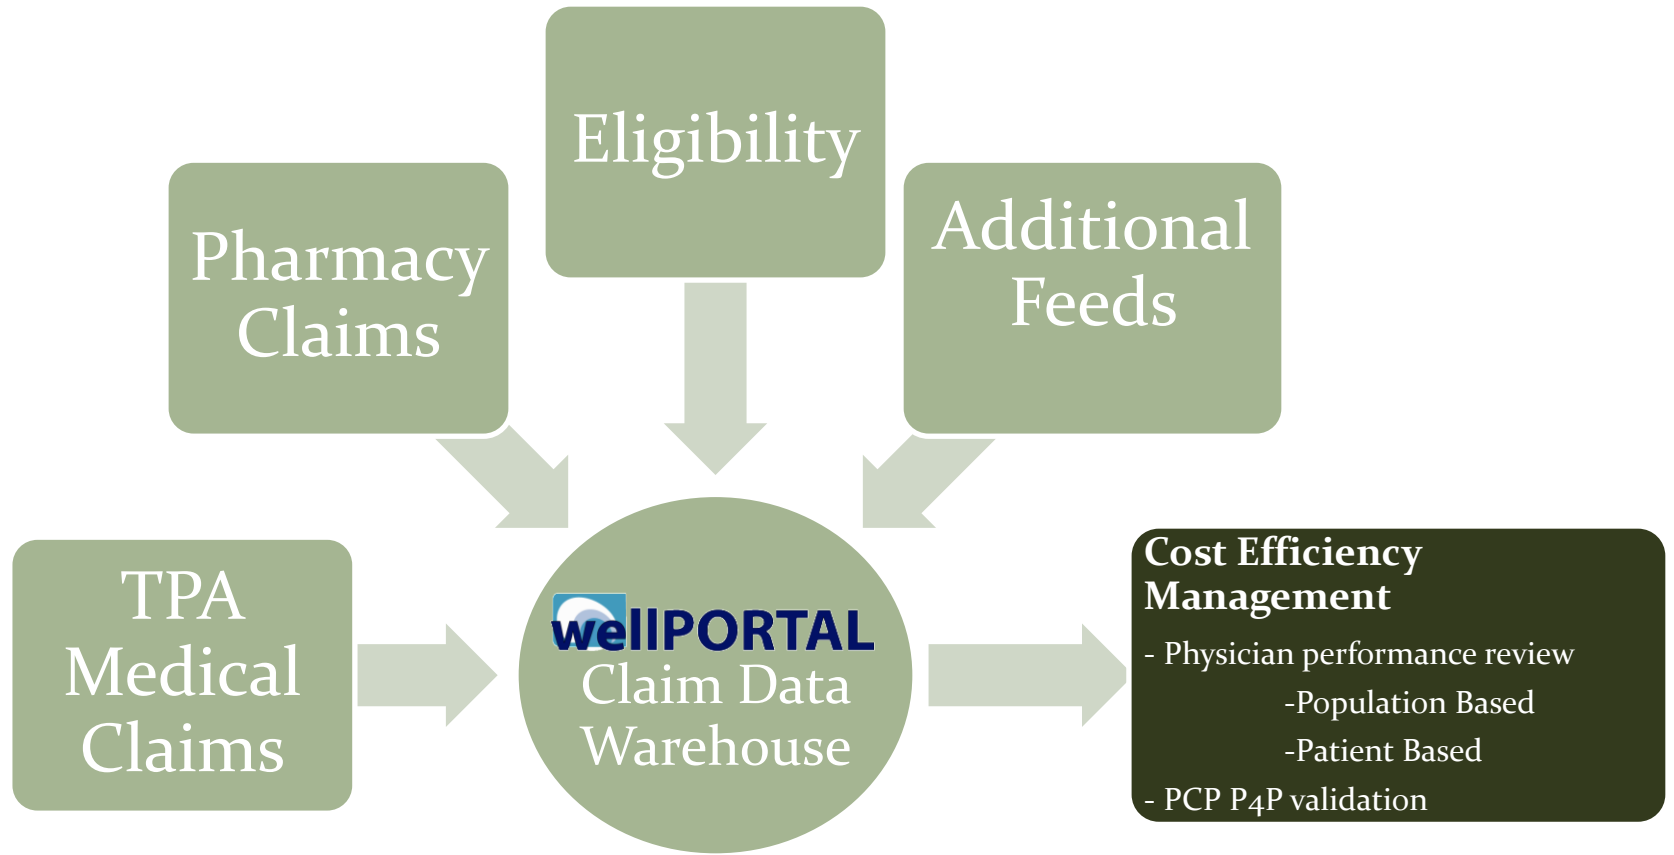 Eligibility
Pharmacy
Claims
Additional
Feeds
TPA
Medical
Claims
wellPORTAL
Claim Data
Warehouse
Cost Efficiency
Management
- Physician performance review
-Population Based
-Patient Based
- PCP P4P validation